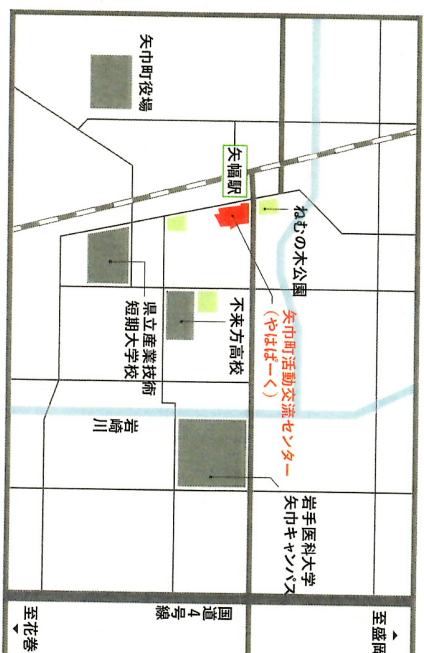 矢巾町役場
矢幅駅
ねむの木公園
矢巾町活動交流センター
(やはぱーく)
不来方高校
県立産業技術
短期大学校
岩崎川
岩手医科大学
矢巾キャンパス
国道4号線
至盛岡
至花巻